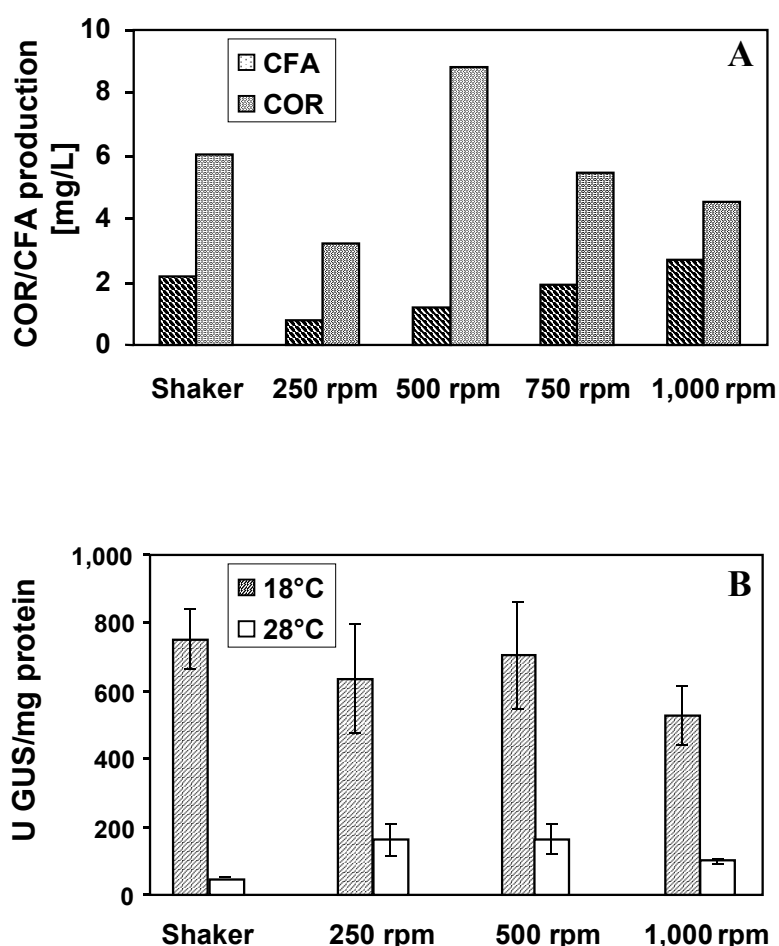 A
CFA
COR
COR/CFA production
[mg/L]
10
8
6
4
2
0
Shaker 250 rpm 500 rpm 750 rpm 1,000 rpm
B
18°C
28°C
U GUS/mg protein
1,000
800
600
400
200
0
Shaker 250 rpm 500 rpm 1,000 rpm